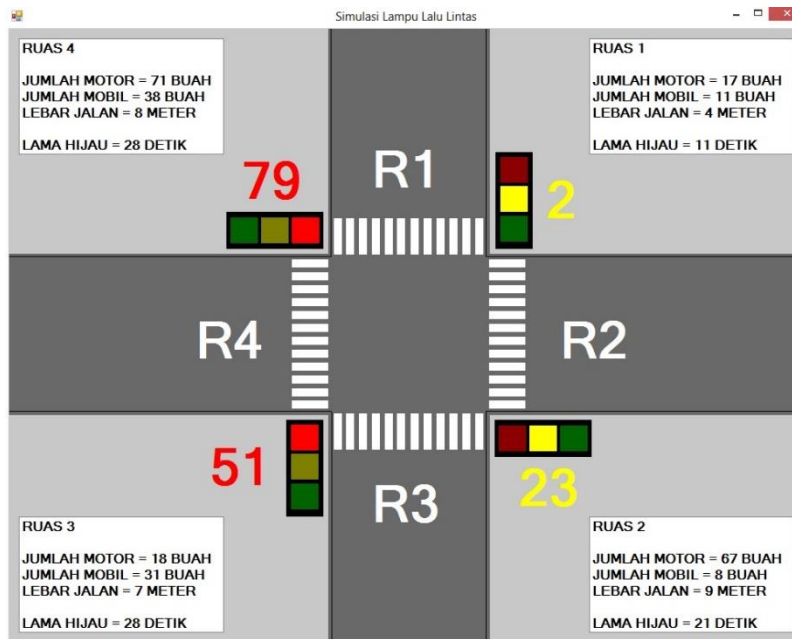 Simulasi Lampu Lalu Lintas
RUAS 4
JUMLAH MOTOR = 71 BUAH
JUMLAH MOBIL = 38 BUAH
LEBAR JALAN = 8 METER
LAMA HIJAU = 28 DETIK
RUAS 1
JUMLAH MOTOR = 17 BUAH
JUMLAH MOBIL = 11 BUAH
LEBAR JALAN = 4 METER
LAMA HIJAU = 11 DETIK
79
R1
2
R4
R2
51
R3
23
RUAS 3
JUMLAH MOTOR = 18 BUAH
JUMLAH MOBIL = 31 BUAH
LEBAR JALAN = 7 METER
LAMA HIJAU = 28 DETIK
RUAS 2
JUMLAH MOTOR = 67 BUAH
JUMLAH MOBIL = 8 BUAH
LEBAR JALAN = 9 METER
LAMA HIJAU = 21 DETIK